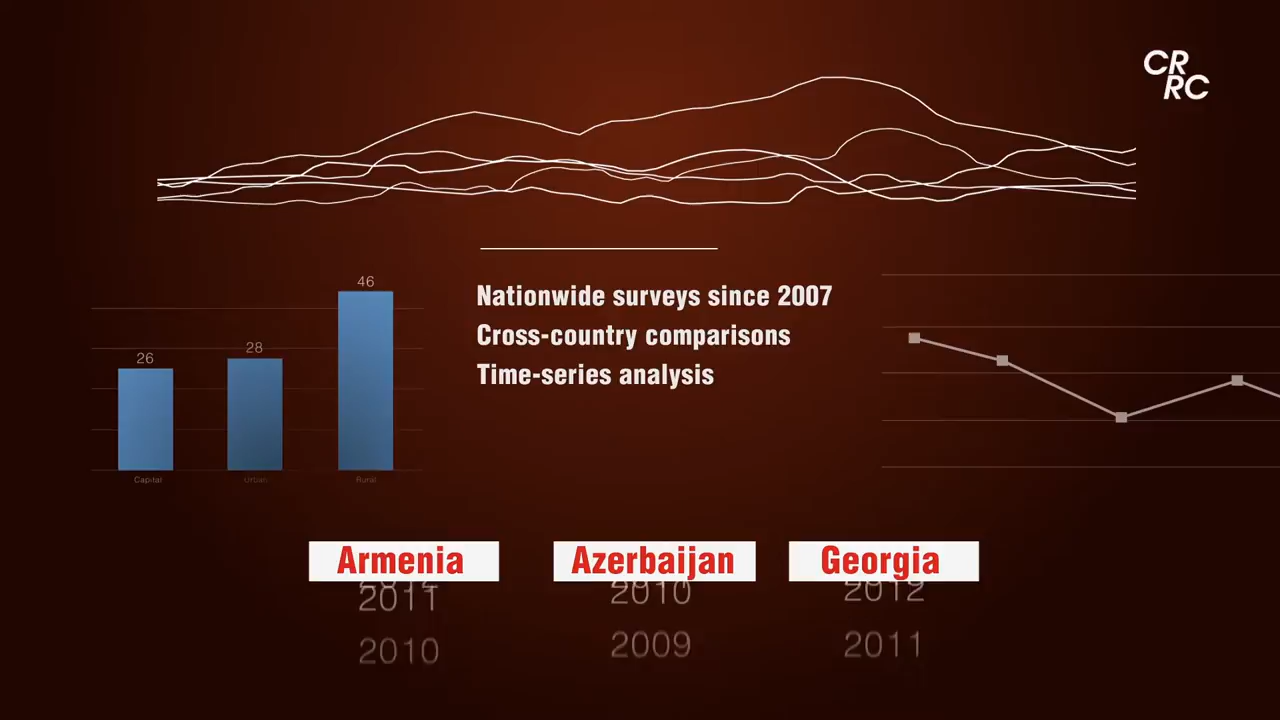 CR
RC
Nationwide surveys since 2007
Cross-country comparisons
Time-series analysis
46
28
26
Capital
Urban
Rural
Armenia
Azerbaijan
Georgia
2011
2010
2012
2010
2009
2011